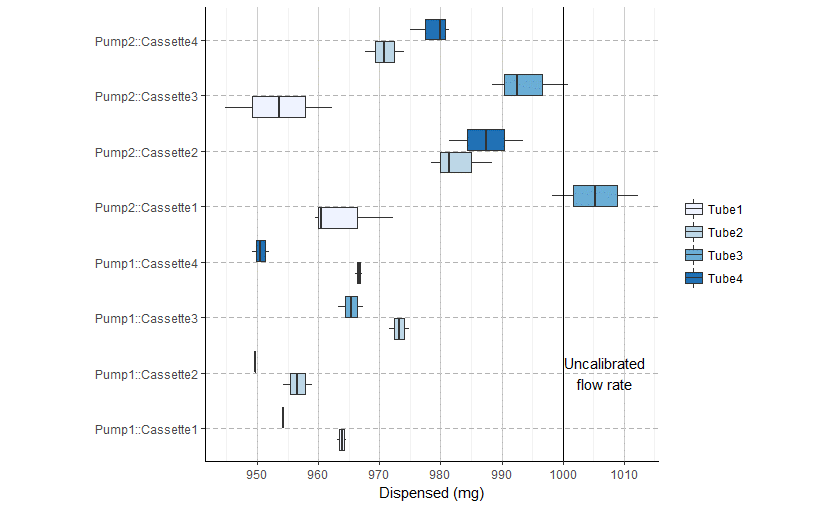 Pump2::Cassette4
Pump2::Cassette3
Pump2::Cassette2
Pump2::Cassette1
Pump1::Cassette4
Pump1::Cassette3
Pump1::Cassette2
Pump1::Cassette1
Uncalibrated
flow rate
950 960 970 980 990 1000 1010
Dispensed (mg)
Tube1
Tube2
Tube3
Tube4